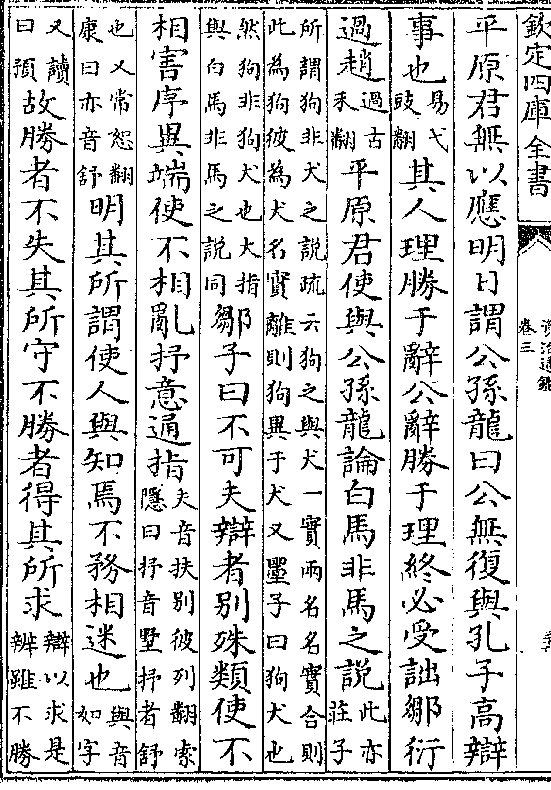 欽定四庫全書
資治通鑑
卷三
平原君無以應明日謂公孫龍曰公無復與孔子高辯
事也易弋豉翻其人理勝于辭公辭勝于理終必受詘鄒衍
過趙過古禾翻平原君使與公孫龍論白馬非馬之說此亦莊子
所謂狗非犬之說疏云狗之與犬一實兩名名實合則
此為狗彼為犬名實離則狗異于犬又墨子曰狗犬也
然狗非狗犬也大指
與白馬非馬之說同鄒子曰不可夫辯者別殊類使不
相害序異端使不相亂抒意通指夫音扶別彼列翻索隱曰抒音墅抒者舒
也又常恕翻
康曰亦音舒明其所謂使人與知焉不務相迷也與音如字
又讀
曰預故勝者不失其所守不勝者得其所求辯以求是辨雖不勝